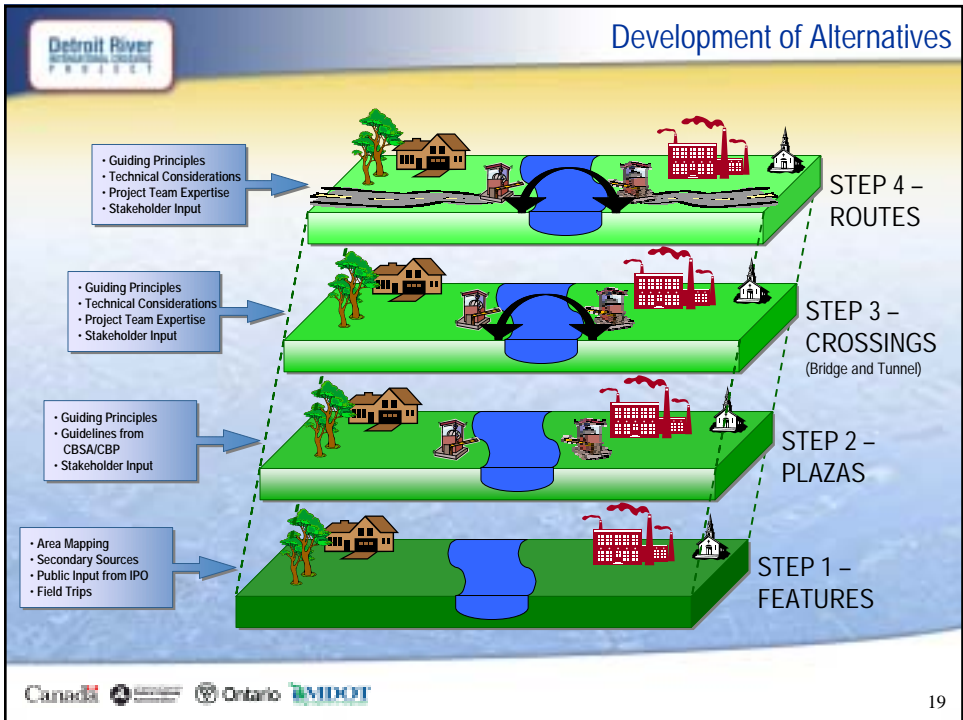 Detroit River
INTERNATIONAL CROSSING
PROJECT
Development of Alternatives
• Guiding Principles
• Technical Considerations
• Project Team Expertise
• Stakeholder Input
STEP 4 –
ROUTES
• Guiding Principles
• Technical Considerations
• Project Team Expertise
• Stakeholder Input
STEP 3 –
CROSSINGS
(Bridge and Tunnel)
• Guiding Principles
• Guidelines from
CBSA/CBP
• Stakeholder Input
STEP 2 –
PLAZAS
• Area Mapping
• Secondary Sources
• Public Input from IPO
• Field Trips
STEP 1 –
FEATURES
Canada Ontario MDOT
19